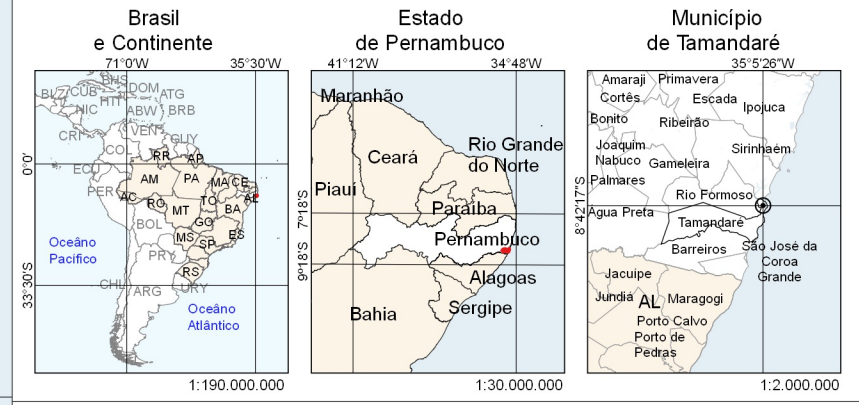 Brasil
e Continente
71°0'W
35°30'W
0°0'
33°30'S
BHS
BLZ
CUB
DOM
ATG
HTI
NIC
ABW
BRB
CRI
VEN
GUY
COL
RR
AP
ECU
AM
PA
MA
CE
PER
AC
RO
TO
AL
MT
BA
BOL
GO
MS
ES
SP
PRY
RS
CHL
ARG
URY
Oceâno
Pacífico
Oceâno
Atlântico
1:190.000.000
Estado
de Pernambuco
41°12'W
34°48'W
7°18'S
9°18'S
Maranhão
Ceará
Rio Grande
do Norte
Piauí
Paraíba
Pernambuco
Alagoas
Sergipe
Bahia
1:30.000.000
Município
de Tamandaré
35°5'26"W
8°42'17"S
Amaraji
Primavera
Cortês
Escada
Ipojuca
Bonito
Ribeirão
Joaquim
Nabuco
Sirinhaém
Gameleira
Palmares
Rio Formoso
Água Preta
Tamandaré
Barreiros
São José da
Coroa
Grande
Jacuipe
Jundiá
AL
Maragogi
Porto Calvo
Porto de
Pedras
1:2.000.000